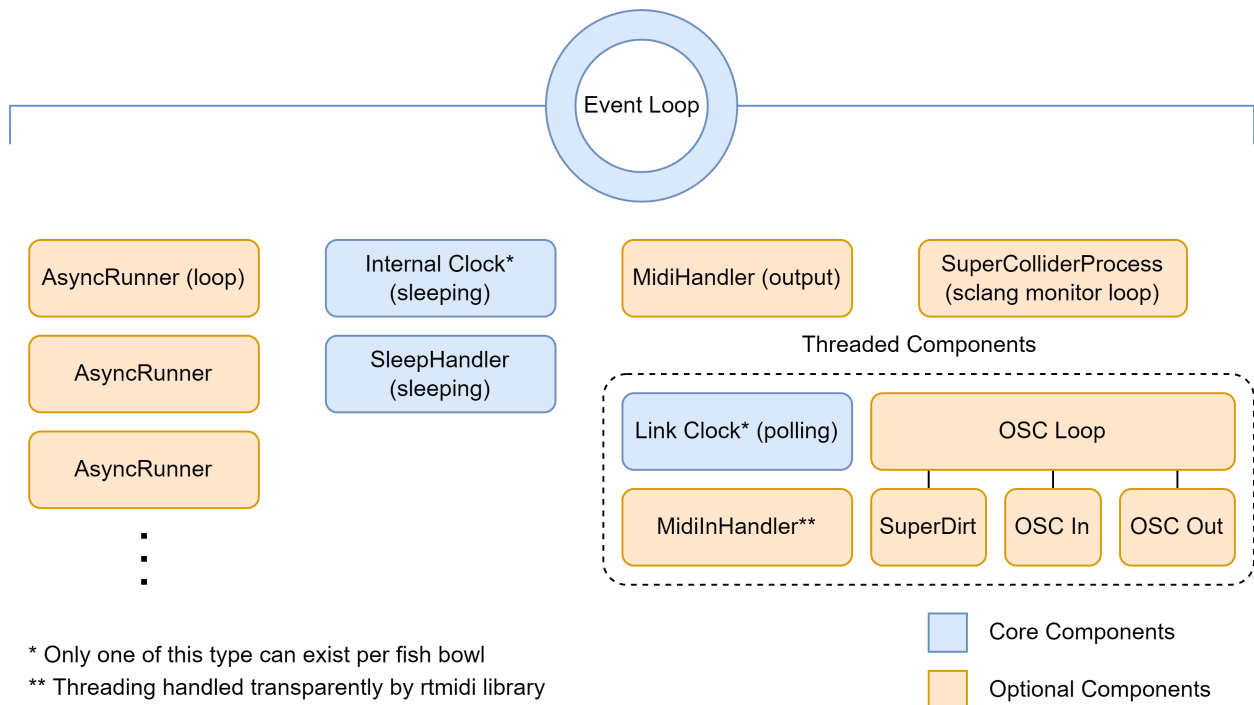 Event Loop
AsyncRunner (loop)
Internal Clock*
(sleeping)
MidiHandler (output)
SuperColliderProcess
(sclang monitor loop)
AsyncRunner
SleepHandler
(sleeping)
Threaded Components
AsyncRunner
Link Clock* (polling)
OSC Loop
MidiInHandler**
SuperDirt
OSC In
OSC Out
* Only one of this type can exist per fish bowl
** Threading handled transparently by rtmidi library
Core Components
Optional Components